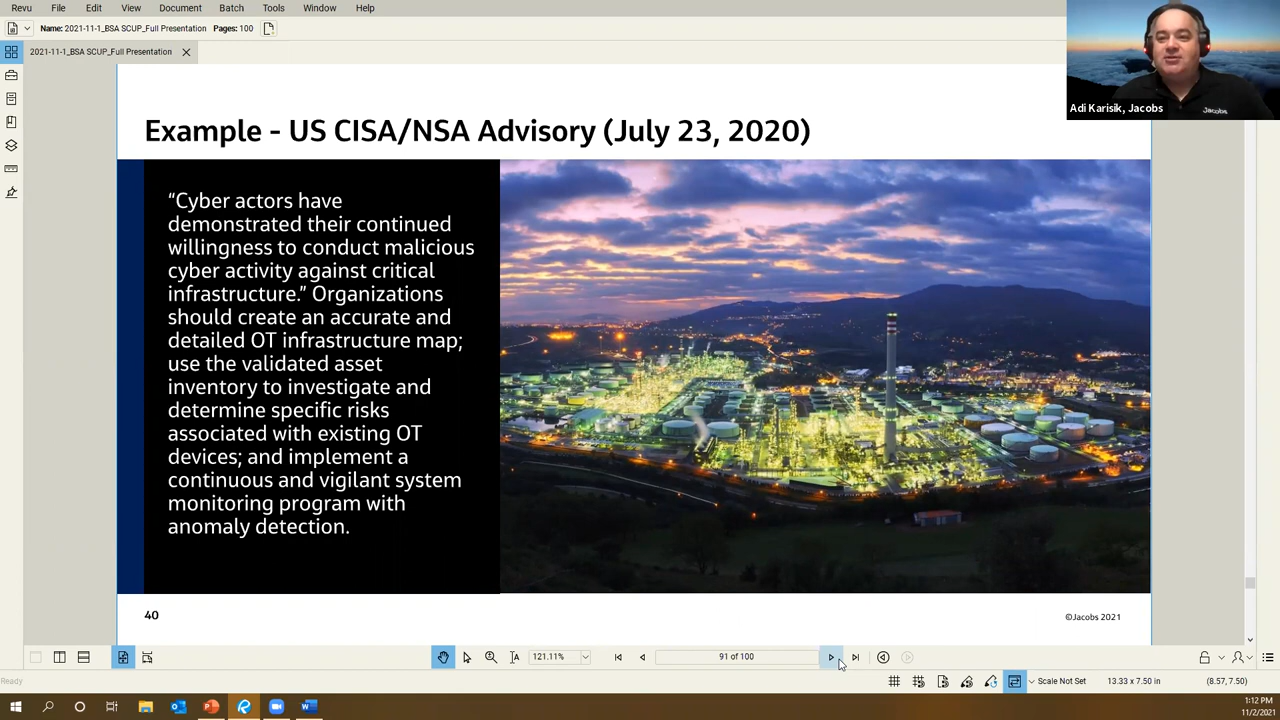 Revu File Edit View Document Batch Tools Window Help
Name: 2021-11-1_BSA SCUP_Full Presentation Pages: 100
2021-11-1_BSA SCUP_Full Presentation
Jacobs
Adi Karisik, Jacobs
Example - US CISA/NSA Advisory (July 23, 2020)
“Cyber actors have
demonstrated their continued
willingness to conduct malicious
cyber activity against critical
infrastructure.” Organizations
should create an accurate and
detailed OT infrastructure map;
use the validated asset
inventory to investigate and
determine specific risks
associated with existing OT
devices; and implement a
continuous and vigilant system
monitoring program with
anomaly detection.
40
©Jacobs 2021
121.11%
91 of 100
Ready
Scale Not Set
13.33 x 7.50 in
(8.57, 7.50)
1:12 PM
11/2/2021